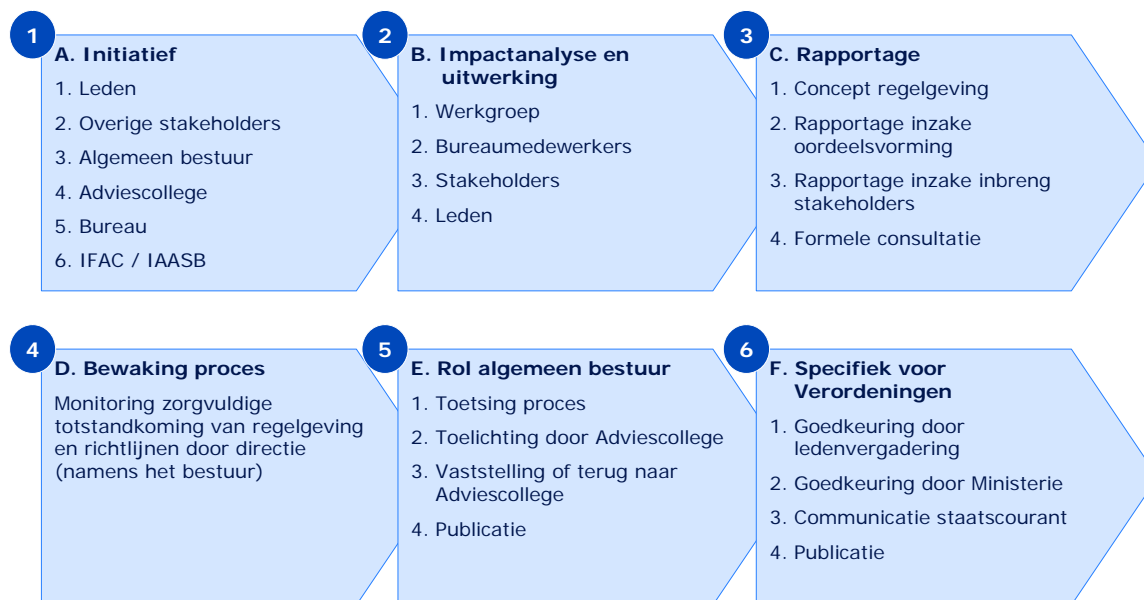 1
A. Initiatief
1. Leden
2. Overige stakeholders
3. Algemeen bestuur
4. Adviescollege
5. Bureau
6. IFAC / IAASB
2
B. Impactanalyse en
uitwerking
1. Werkgroep
2. Bureaumedewerkers
3. Stakeholders
4. Leden
3
C. Rapportage
1. Concept regelgeving
2. Rapportage inzake
oordeelsvorming
3. Rapportage inzake inbreng
stakeholders
4. Formele consultatie
4
D. Bewaking proces
Monitoring zorgvuldige
totstandkoming van regelgeving
en richtlijnen door directie
(namens het bestuur)
5
E. Rol algemeen bestuur
1. Toetsing proces
2. Toelichting door Adviescollege
3. Vaststelling of terug naar
Adviescollege
4. Publicatie
6
F. Specifiek voor
Verordeningen
1. Goedkeuring door
ledenvergadering
2. Goedkeuring door Ministerie
3. Communicatie staatscourant
4. Publicatie